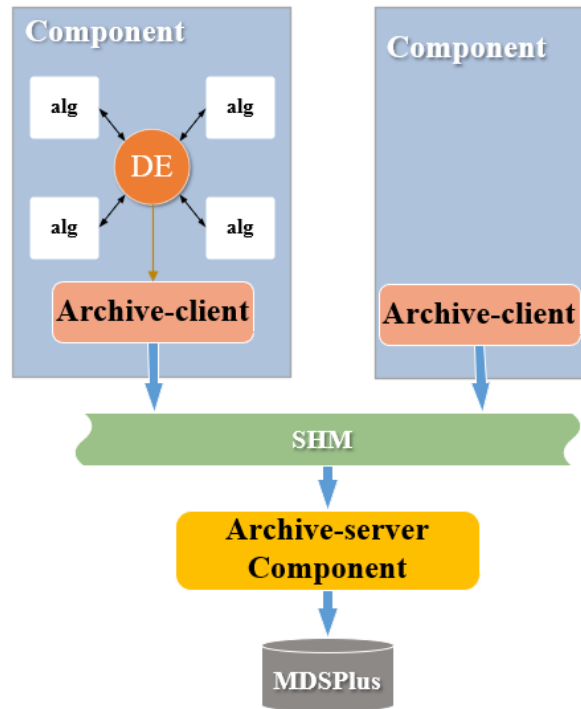 Component
Component
alg
alg
DE
alg
alg
Archive-client
Archive-client
SHM
Archive-server
Component
MDSPlus